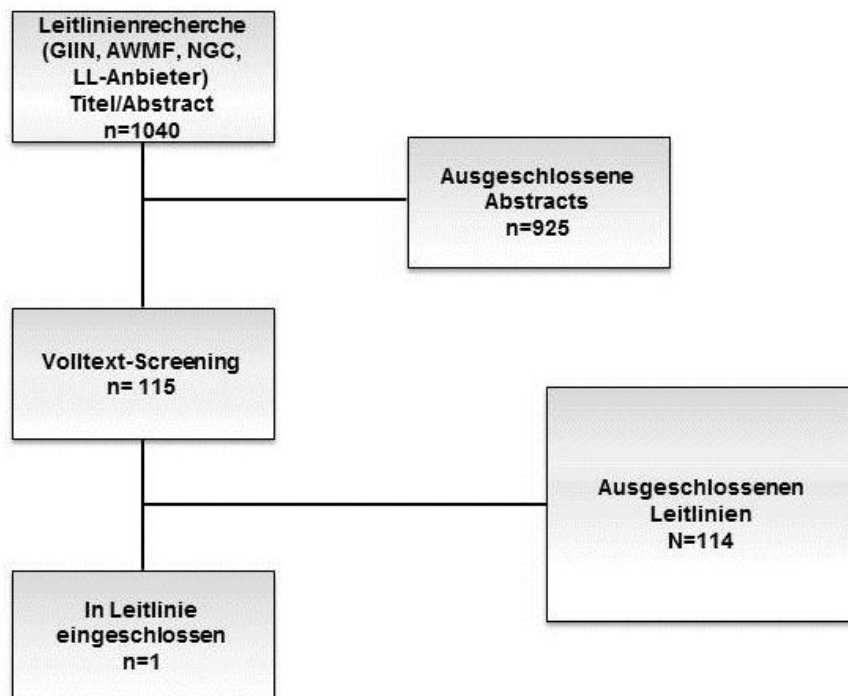 Leitlinienrecherche
(GIIN, AWMF, NGC,
LL-Anbieter)
Titel/Abstract
n=1040
Ausgeschlossene
Abstracts
n=925
Volltext-Screening
n= 115
Ausgeschlossenen
Leitlinien
N=114
In Leitlinie
eingeschlossen
n=1